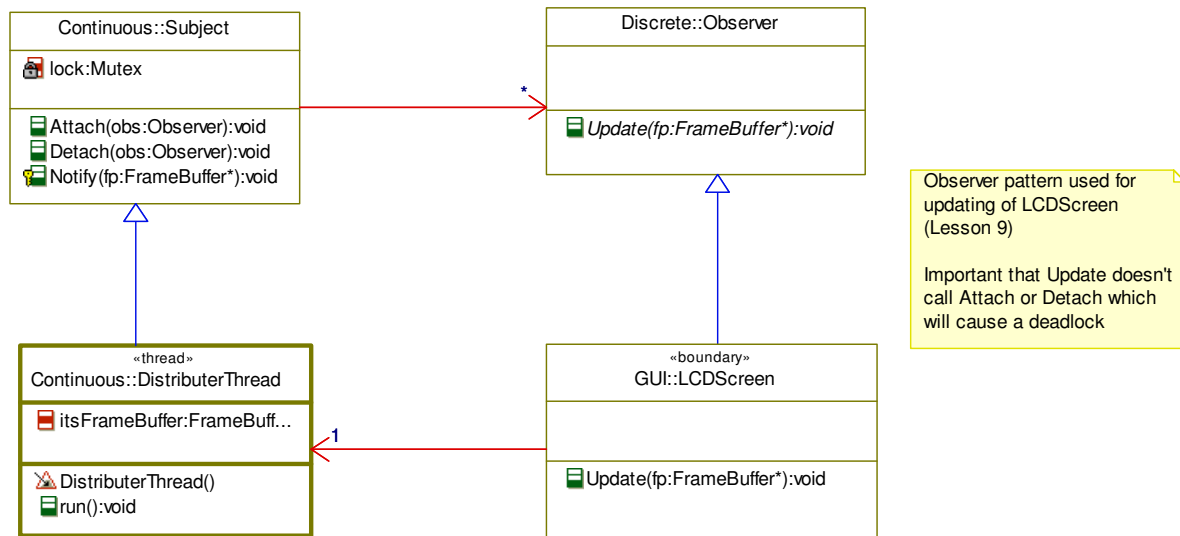 Continuous::Subject
lock:Mutex
Attach(obs:Observer):void
Detach(obs:Observer):void
Notify(fp:FrameBuffer*):void
*
Discrete::Observer
Update(fp:FrameBuffer*):void
Observer pattern used for
updating of LCDScreen
(Lesson 9)
Important that Update doesn't
call Attach or Detach which
will cause a deadlock
«thread»
Continuous::DistributerThread
itsFrameBuffer:FrameBuff...
DistributerThread()
run():void
1
«boundary»
GUI::LCDScreen
Update(fp:FrameBuffer*):void